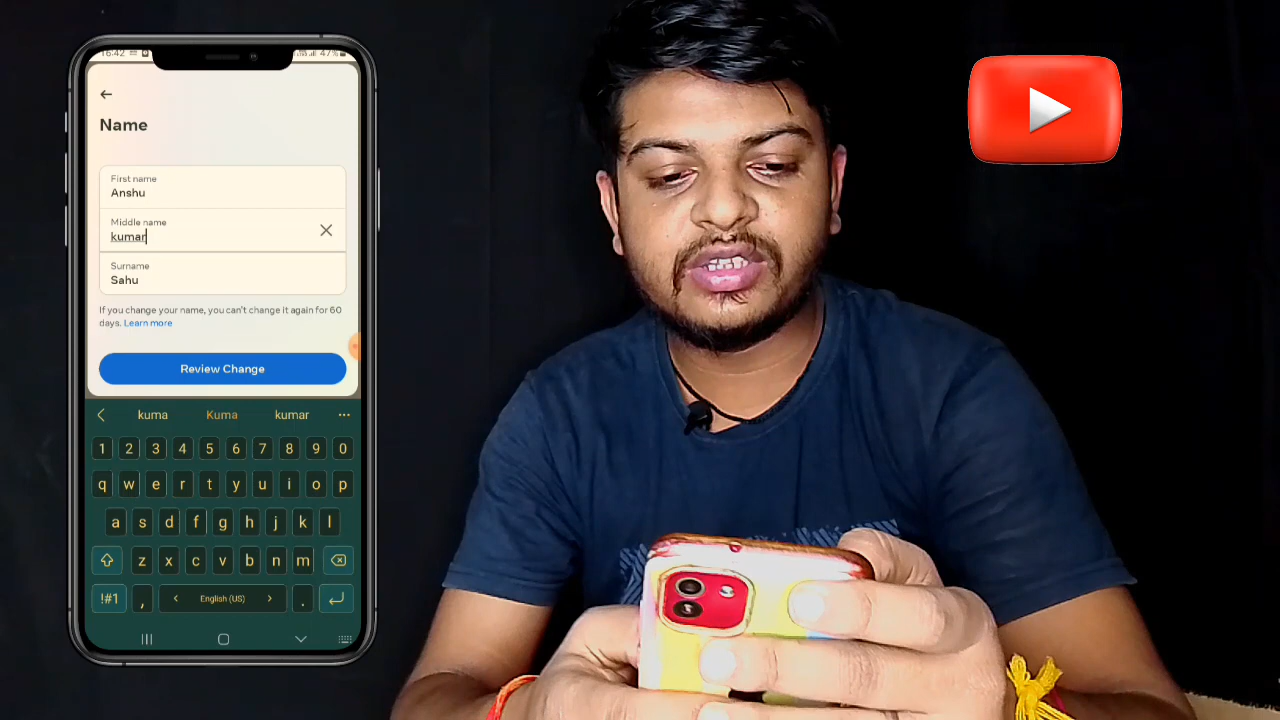 16:42
47%
Name
First name
Anshu
Middle name
kumar
Surname
Sahu
If you change your name, you can't change it again for 60
days. Learn more
Review Change
kuma Kuma kumar
1 2 3 4 5 6 7 8 9 0
q w e r t y u i o p
a s d f g h j k l
z x c v b n m
!#1 , English (US) .